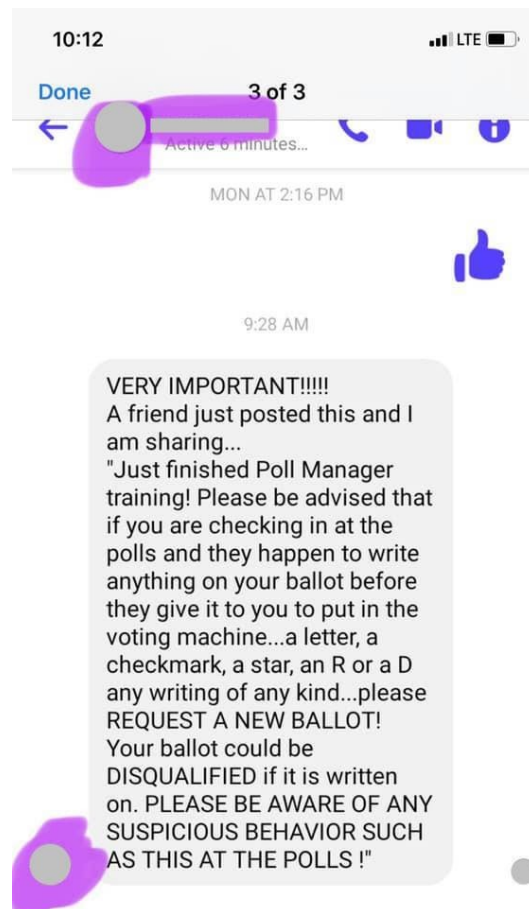 10:12
LTE
Done
3 of 3
Active 6 minutes...
MON AT 2:16 PM
9:28 AM
VERY IMPORTANT!!!!!
A friend just posted this and I
am sharing...
"Just finished Poll Manager
training! Please be advised that
if you are checking in at the
polls and they happen to write
anything on your ballot before
they give it to you to put in the
voting machine...a letter, a
checkmark, a star, an R or a D
any writing of any kind...please
REQUEST A NEW BALLOT!
Your ballot could be
DISQUALIFIED if it is written
on. PLEASE BE AWARE OF ANY
SUSPICIOUS BEHAVIOR SUCH
AS THIS AT THE POLLS !"